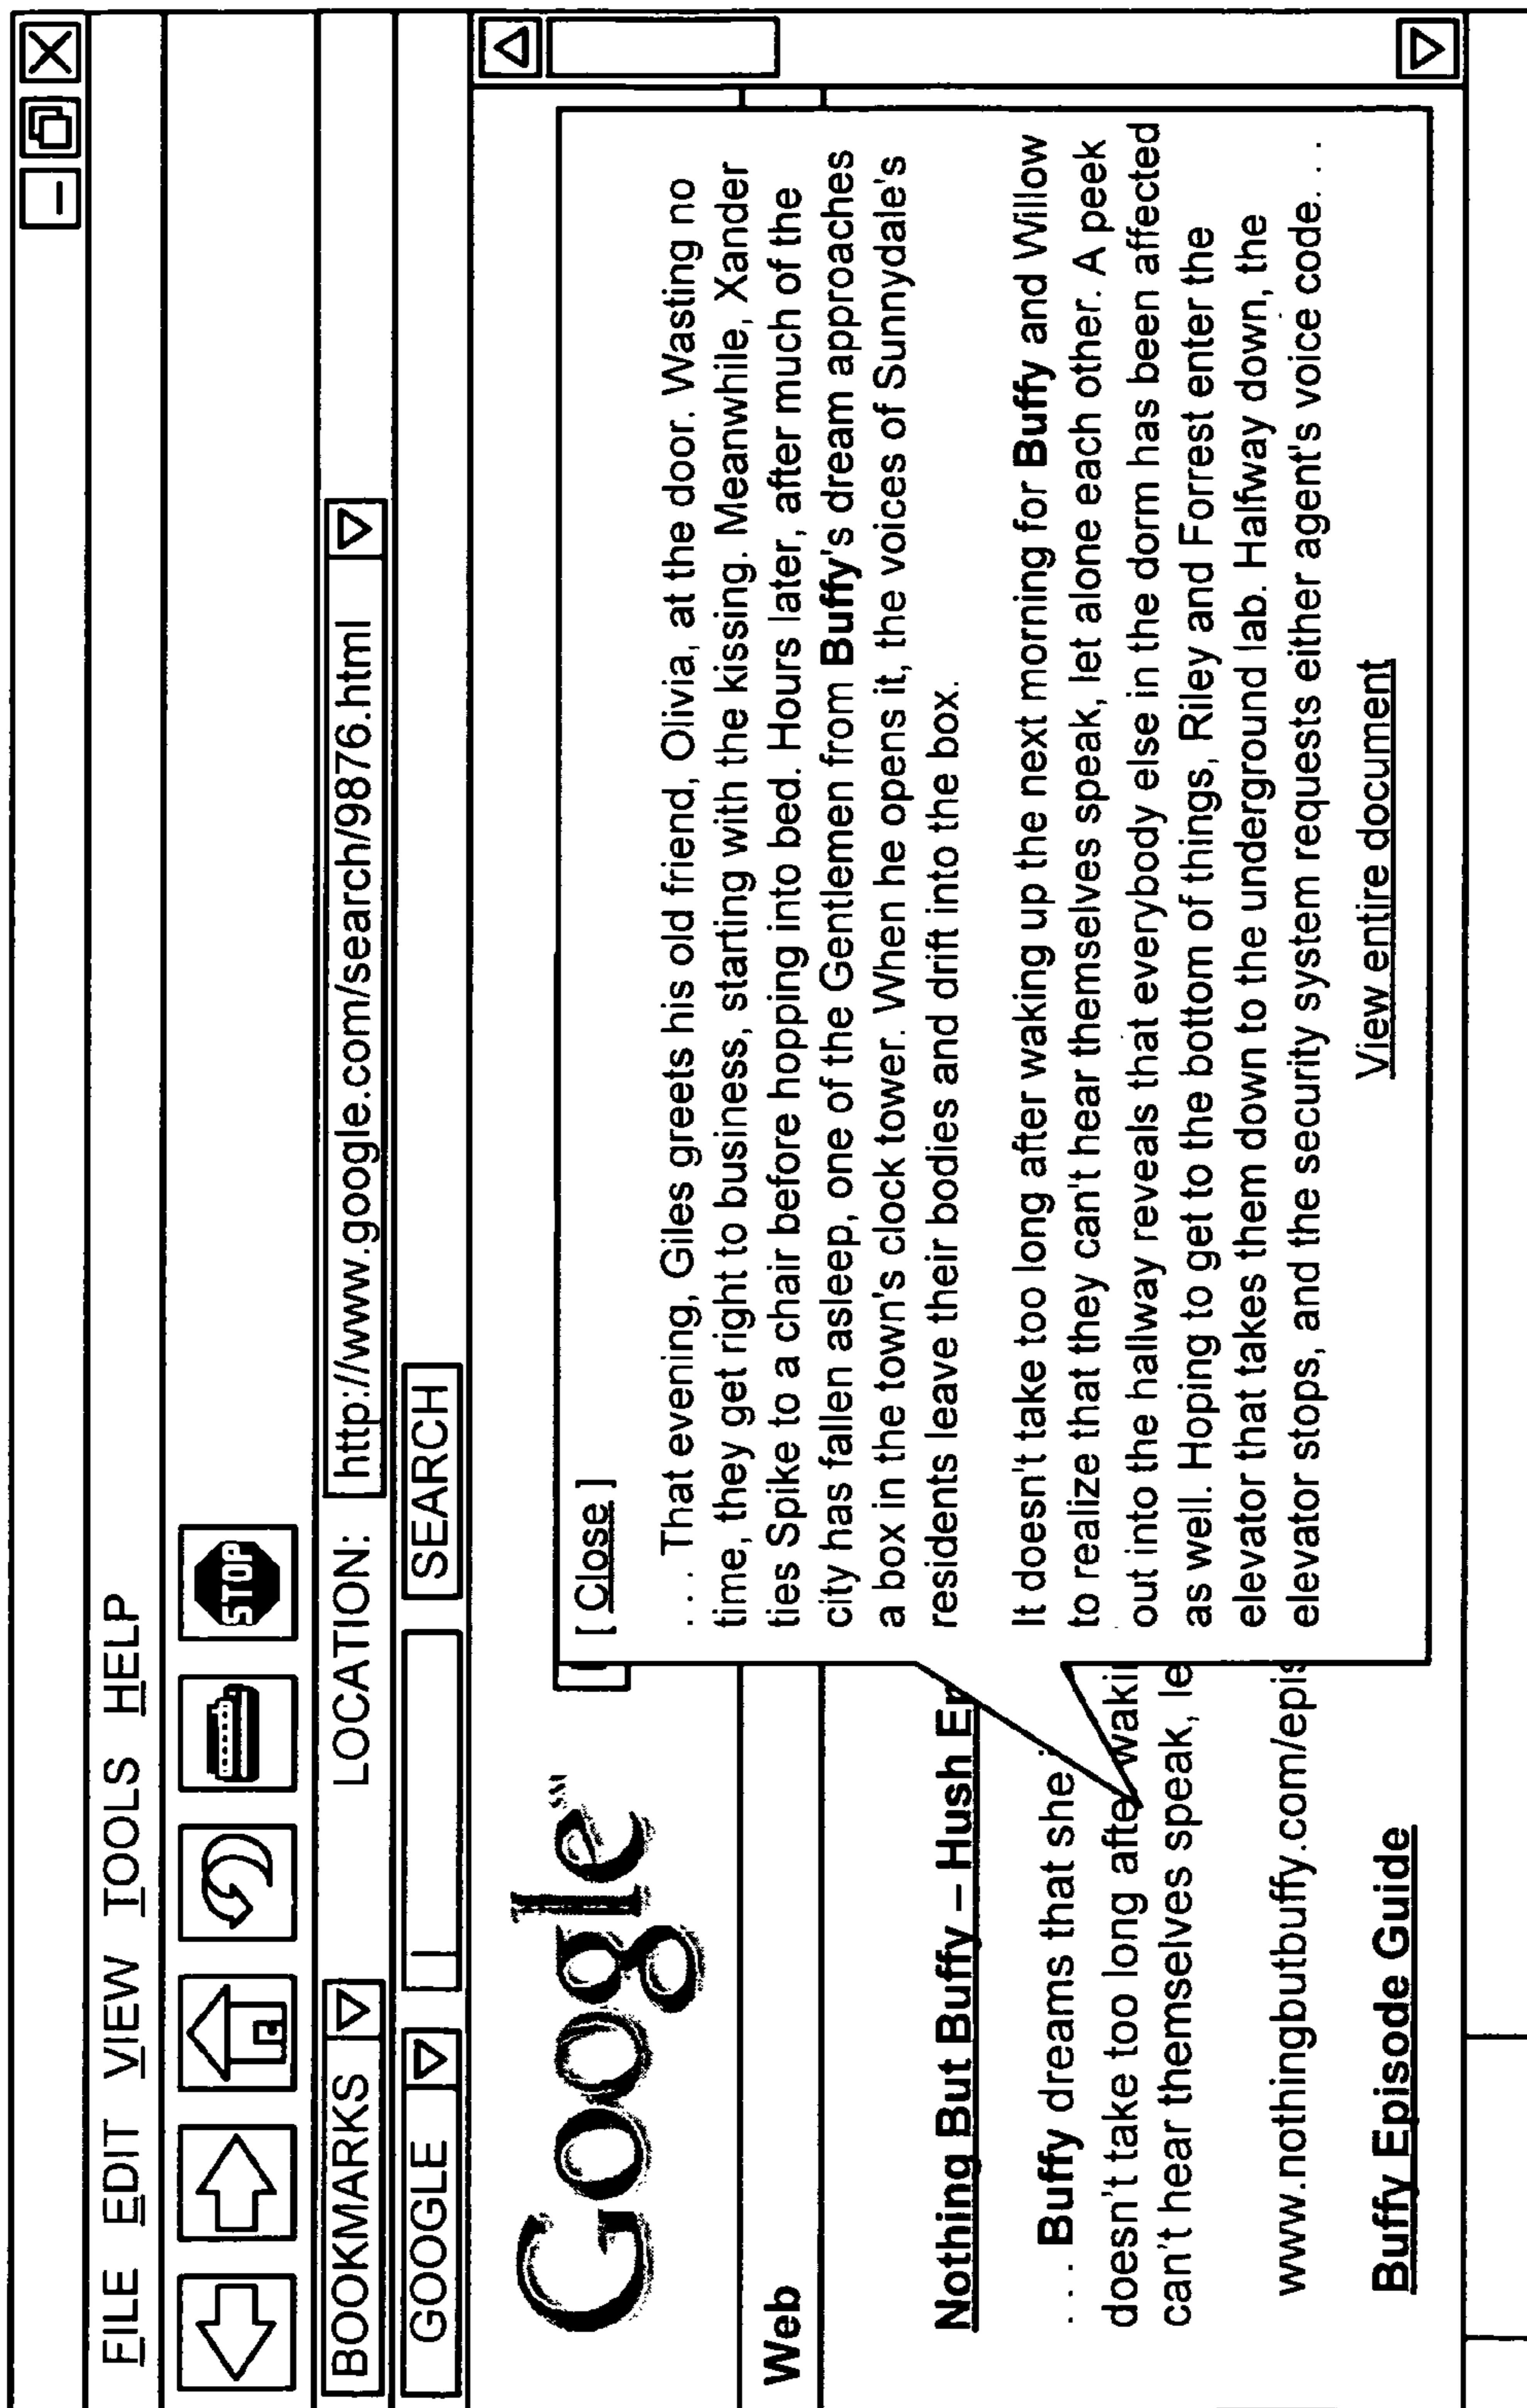 FILE EDIT VIEW TOOLS HELP
STOP
BOOKMARKS LOCATION: http://www.google.com/search/9876.html
GOOGLE SEARCH
Google™
[ Close ]
. . . That evening, Giles greets his old friend, Olivia, at the door. Wasting no
time, they get right to business, starting with the kissing. Meanwhile, Xander
ties Spike to a chair before hopping into bed. Hours later, after much of the
city has fallen asleep, one of the Gentlemen from Buffy's dream approaches
a box in the town's clock tower. When he opens it, the voices of Sunnydale's
residents leave their bodies and drift into the box.
It doesn't take too long after waking up the next morning for Buffy and Willow
to realize that they can't hear themselves speak, let alone each other. A peek
out into the hallway reveals that everybody else in the dorm has been affected
as well. Hoping to get to the bottom of things, Riley and Forrest enter the
elevator that takes them down to the underground lab. Halfway down, the
elevator stops, and the security system requests either agent's voice code. . .
View entire document
Web
Nothing But Buffy – Hush
. . . Buffy dreams that she
doesn't take too long after
can't hear themselves speak, le
www.nothingbutbuffy.com/epis
Buffy Episode Guide